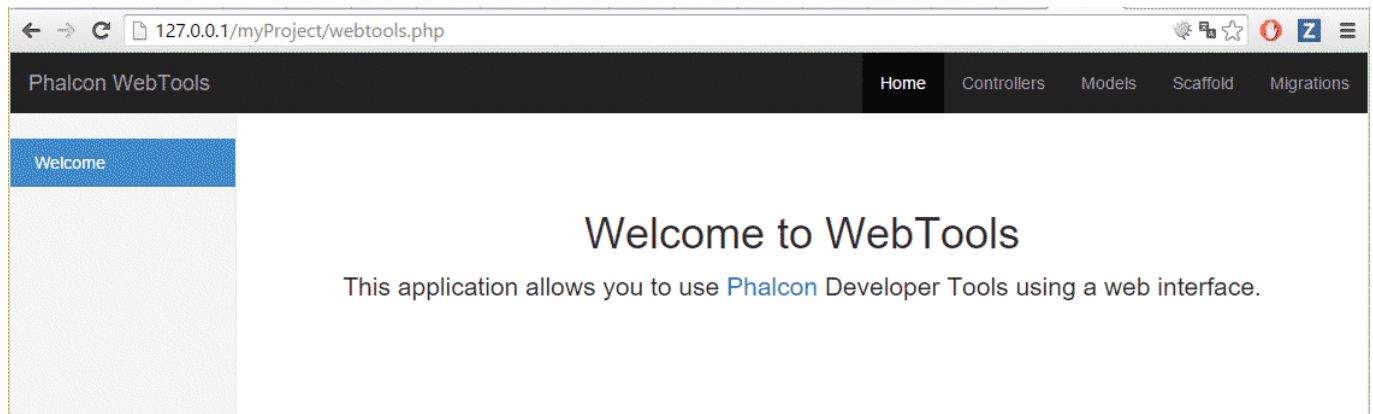 127.0.0.1/myProject/webtools.php
Z
Phalcon WebTools Home Controllers Models Scaffold Migrations
Welcome
Welcome to WebTools
This application allows you to use Phalcon Developer Tools using a web interface.